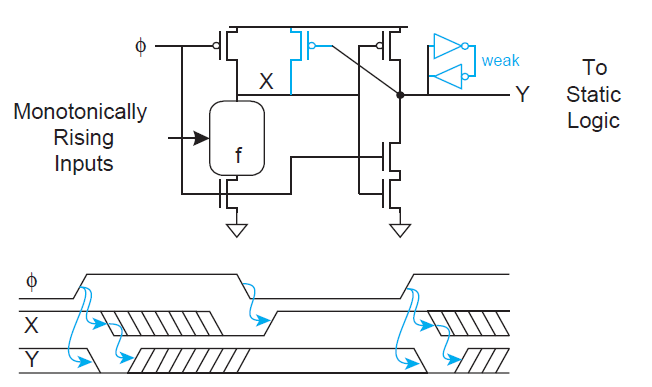 ϕ
X
weak
Y
To
Static
Logic
Monotonically
Rising
Inputs
f
ϕ
X
Y